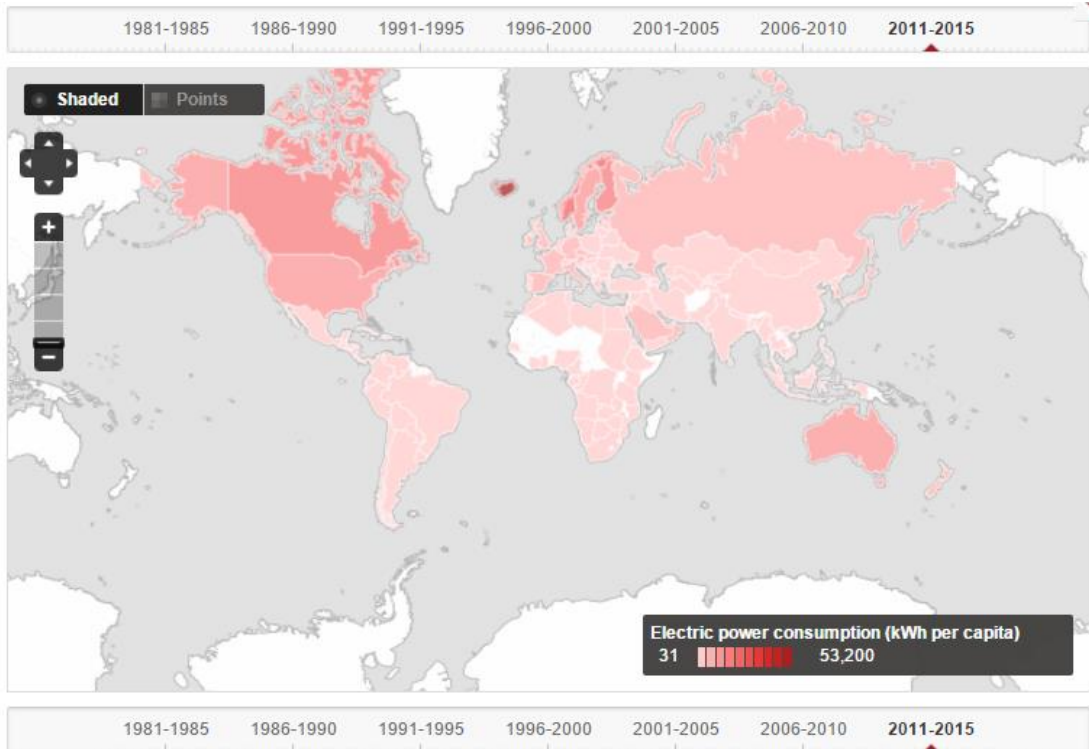 1981-1985 1986-1990 1991-1995 1996-2000 2001-2005 2006-2010 2011-2015
Shaded Points
+
−
Electric power consumption (kWh per capita)
31 53,200
1981-1985 1986-1990 1991-1995 1996-2000 2001-2005 2006-2010 2011-2015